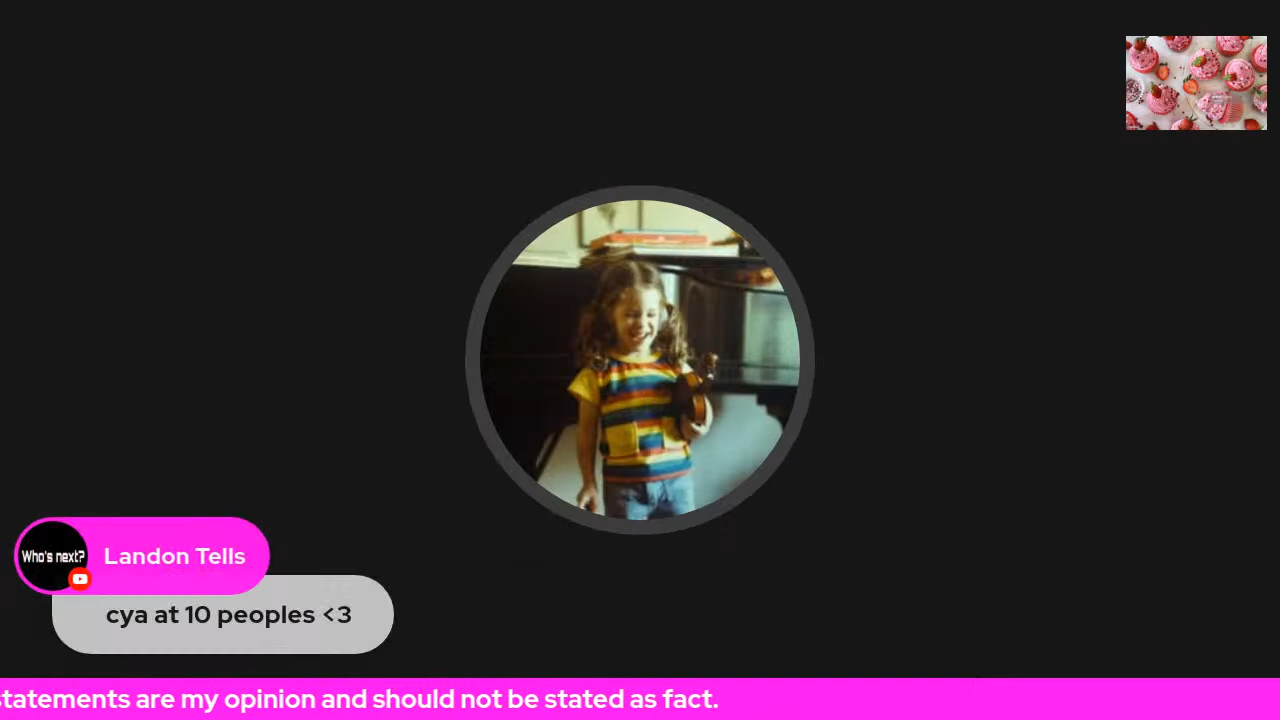 Who's next?
Landon Tells
cya at 10 peoples <3
statements are my opinion and should not be stated as fact.